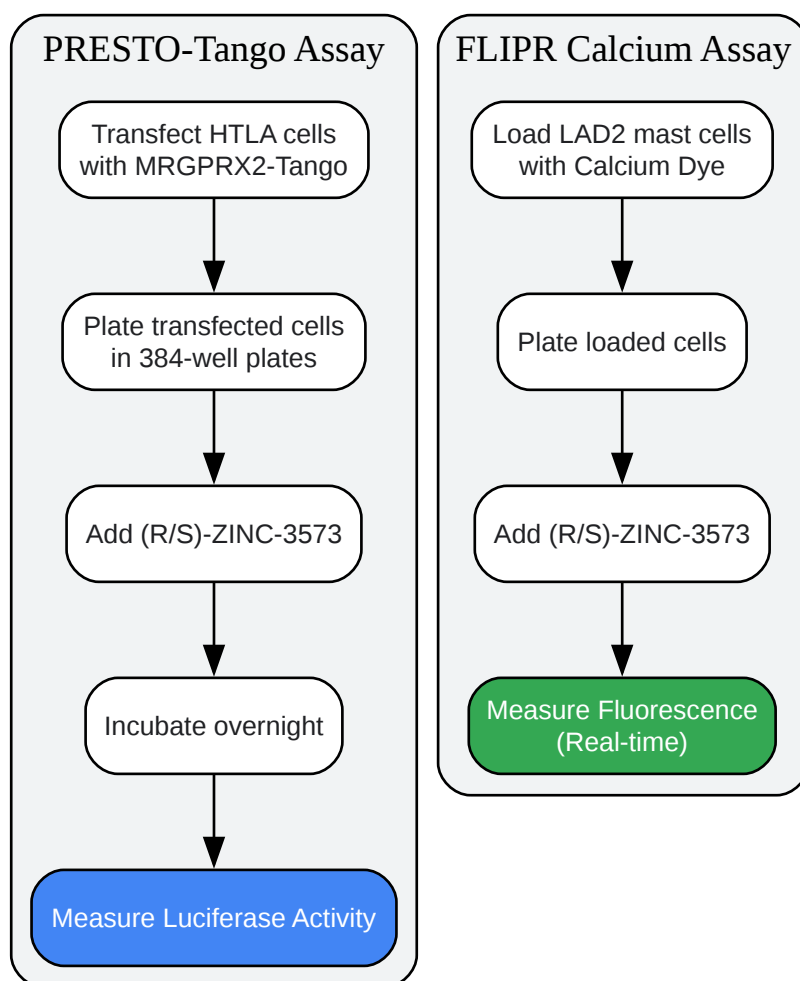 PRESTO-Tango Assay
Transfect HTLA cells
with MRGPRX2-Tango
Plate transfected cells
in 384-well plates
Add (R/S)-ZINC-3573
Incubate overnight
Measure Luciferase Activity
FLIPR Calcium Assay
Load LAD2 mast cells
with Calcium Dye
Plate loaded cells
Add (R/S)-ZINC-3573
Measure Fluorescence
(Real-time)